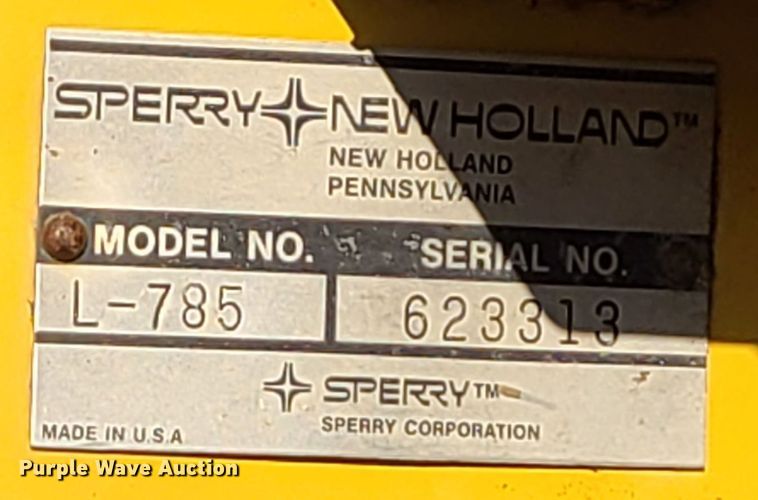 SPERRY NEW HOLLAND™
NEW HOLLAND
PENNSYLVANIA
MODEL NO. SERIAL NO.
L-785 623313
SPERRY™
SPERRY CORPORATION
MADE IN U.S.A
Purple Wave Auction